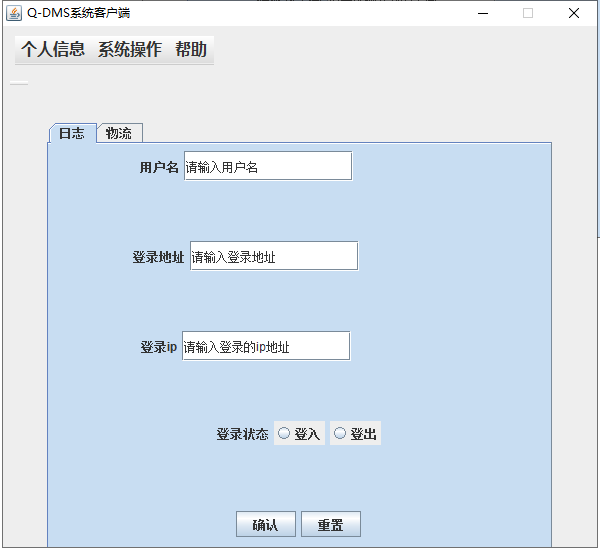 Q-DMS系统客户端
个人信息 系统操作 帮助
日志 物流
用户名 请输入用户名
登录地址 请输入登录地址
登录ip 请输入登录的ip地址
登录状态 登入 登出
确认 重置